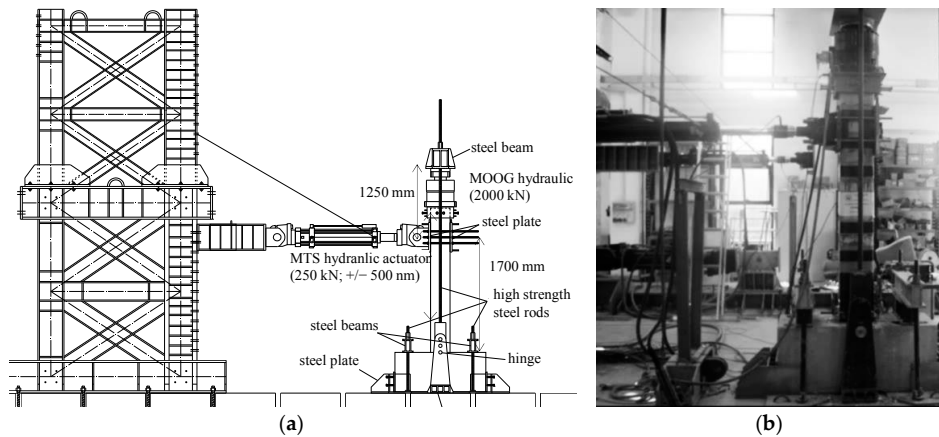 steel beam
MOOG hydraulic
(2000 kN)
1250 mm
steel plate
MTS hydranlic actuator
(250 kN; +/− 500 nm)
1700 mm
high strength
steel rods
steel beams
hinge
steel plate
(a)
(b)